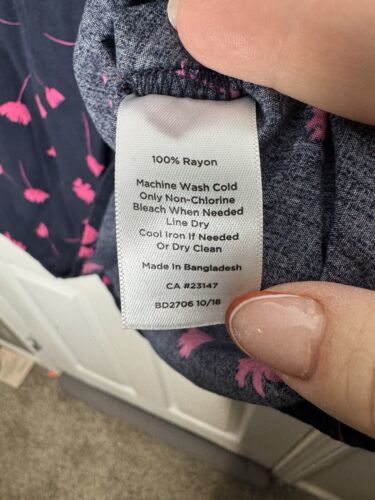 100% Rayon
Machine Wash Cold
Only Non-Chlorine
Bleach When Needed
Line Dry
Cool Iron if Needed
Or Dry Clean
Made in Bangladesh
CA #23147
BD2706 10/18